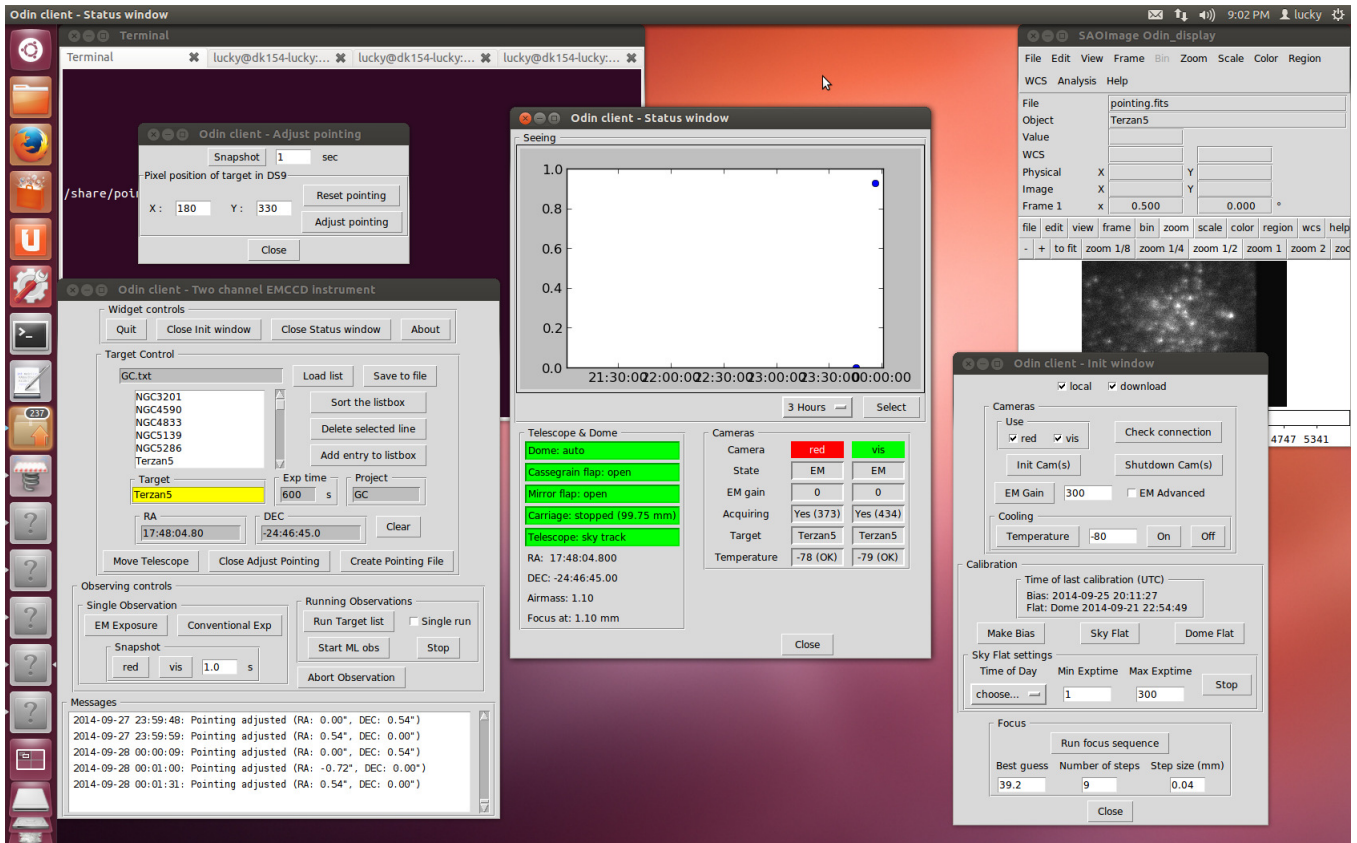 Odin client - Status window
9:02 PM lucky
Terminal
Terminal
lucky@dk154-lucky:...
lucky@dk154-lucky:...
lucky@dk154-lucky:...
/share/poi
237
Odin client - Adjust pointing
Snapshot 1 sec
Pixel position of target in DS9
X: 180 Y: 330
Reset pointing
Adjust pointing
Close
Odin client - Two channel EMCCD instrument
Widget controls
Quit Close Init window Close Status window About
Target Control
GC.txt Load list Save to file
NGC3201
NGC4590
NGC4833
NGC5139
NGC5286
Terzan5
Sort the listbox
Delete selected line
Add entry to listbox
Target Exp time Project
Terzan5 600 s GC
RA DEC
17:48:04.80 -24:46:45.0 Clear
Move Telescope Close Adjust Pointing Create Pointing File
Observing controls
Single Observation
EM Exposure Conventional Exp
Snapshot
red vis 1.0 s
Running Observations
Run Target list Single run
Start ML obs Stop
Abort Observation
Messages
2014-09-27 23:59:48: Pointing adjusted (RA: 0.00", DEC: 0.54")
2014-09-27 23:59:59: Pointing adjusted (RA: 0.54", DEC: 0.00")
2014-09-28 00:00:09: Pointing adjusted (RA: 0.00", DEC: 0.54")
2014-09-28 00:01:00: Pointing adjusted (RA: -0.72", DEC: 0.00")
2014-09-28 00:01:31: Pointing adjusted (RA: 0.54", DEC: 0.00")
Odin client - Status window
Seeing
1.0
0.8
0.6
0.4
0.2
0.0
21:30:00 22:00:00 22:30:00 23:00:00 23:30:00 00:00:00
3 Hours Select
Telescope & Dome
Dome: auto
Cassegrain flap: open
Mirror flap: open
Carriage: stopped (99.75 mm)
Telescope: sky track
RA: 17:48:04.800
DEC: -24:46:45.00
Airmass: 1.10
Focus at: 1.10 mm
Cameras
Camera red vis
State EM EM
EM gain 0 0
Acquiring Yes (373) Yes (434)
Target Terzan5 Terzan5
Temperature -78 (OK) -79 (OK)
Close
SAOImage Odin_display
File Edit View Frame Bin Zoom Scale Color Region
WCS Analysis Help
File pointing.fits
Object Terzan5
Value
WCS
Physical X Y
Image X Y
Frame 1 x 0.500 0.000 °
file edit view frame bin zoom scale color region wcs help
- + to fit zoom 1/8 zoom 1/4 zoom 1/2 zoom 1 zoom 2
4747 5341
Odin client - Init window
local download
Cameras
Use
red vis
Check connection
Init Cam(s) Shutdown Cam(s)
EM Gain 300 EM Advanced
Cooling
Temperature -80 On Off
Calibration
Time of last calibration (UTC)
Bias: 2014-09-25 20:11:27
Flat: Dome 2014-09-21 22:54:49
Make Bias Sky Flat Dome Flat
Sky Flat settings
Time of Day Min Exptime Max Exptime
choose... 1 300 Stop
Focus
Run focus sequence
Best guess Number of steps Step size (mm)
39.2 9 0.04
Close